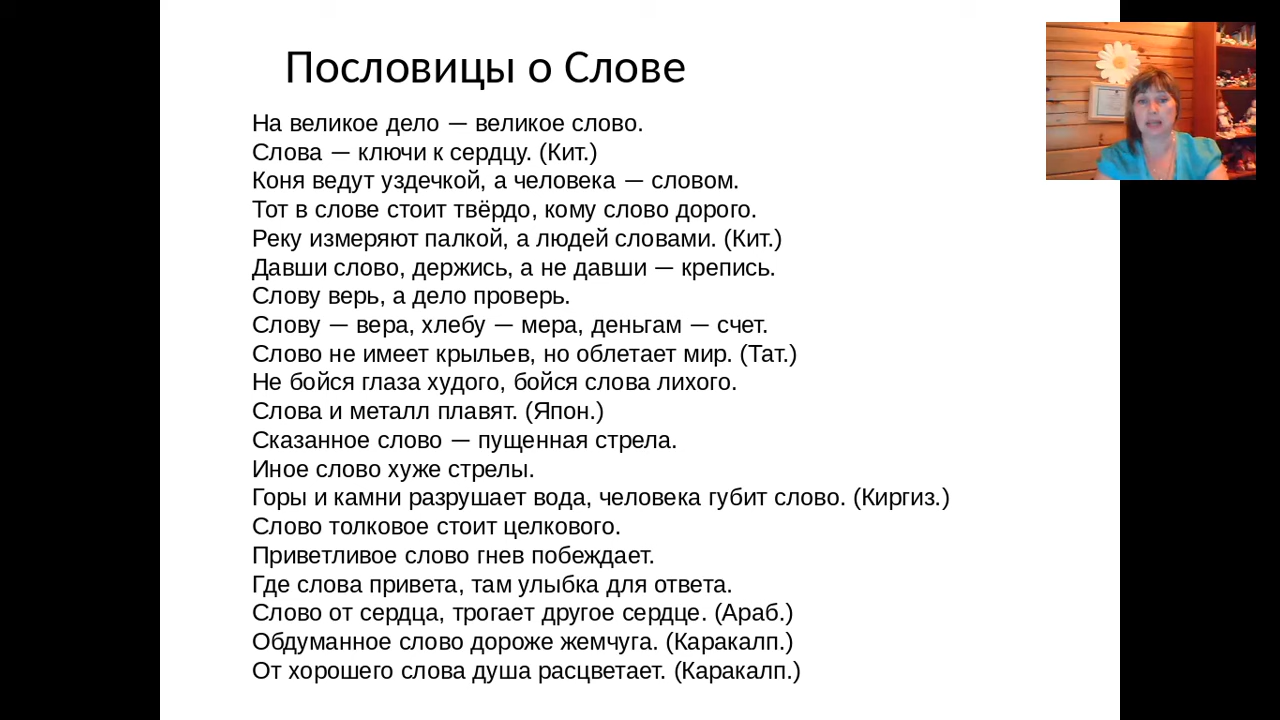 Пословицы о Слове
На великое дело — великое слово.
Слова — ключи к сердцу. (Кит.)
Коня ведут уздечкой, а человека — словом.
Тот в слове стоит твёрдо, кому слово дорого.
Реку измеряют палкой, а людей словами. (Кит.)
Давши слово, держись, а не давши — крепись.
Слову верь, а дело проверь.
Слову — вера, хлебу — мера, деньгам — счет.
Слово не имеет крыльев, но облетает мир. (Тат.)
Не бойся глаза худого, бойся слова лихого.
Слова и металл плавят. (Япон.)
Сказанное слово — пущенная стрела.
Иное слово хуже стрелы.
Горы и камни разрушает вода, человека губит слово. (Киргиз.)
Слово толковое стоит целкового.
Приветливое слово гнев побеждает.
Где слова привета, там улыбка для ответа.
Слово от сердца, трогает другое сердце. (Араб.)
Обдуманное слово дороже жемчуга. (Каракалп.)
От хорошего слова душа расцветает. (Каракалп.)